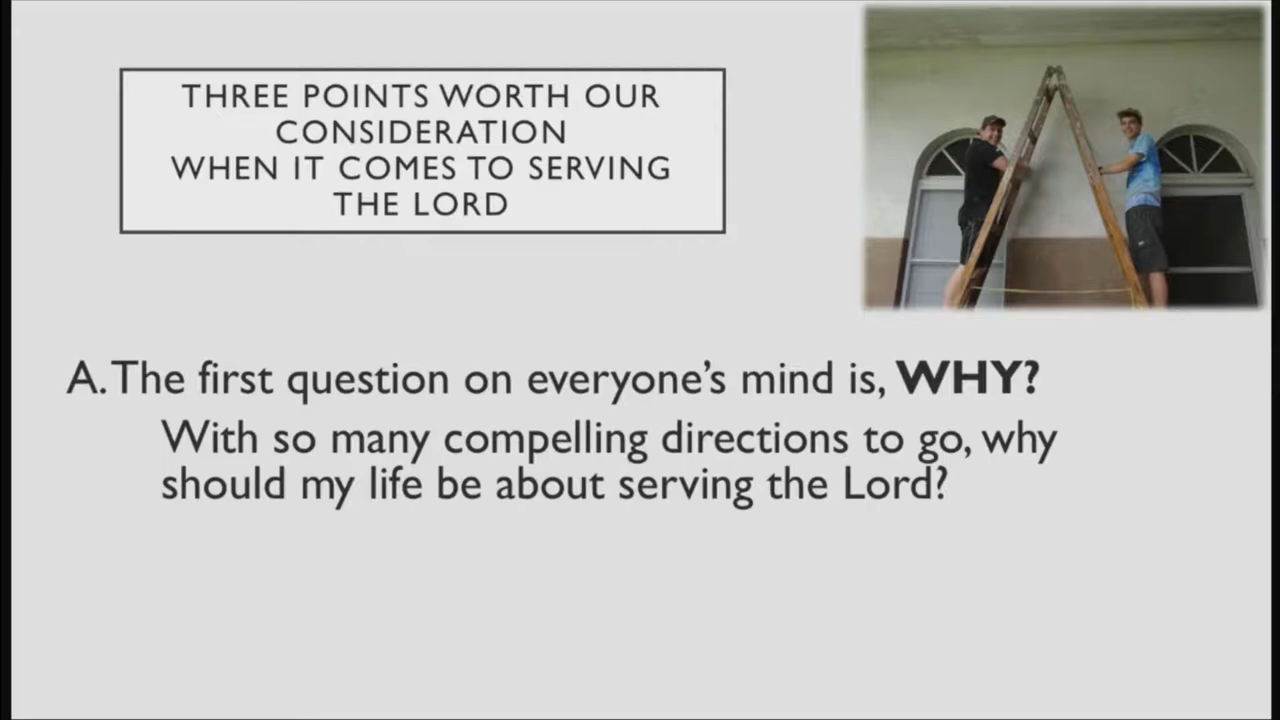 THREE POINTS WORTH OUR
CONSIDERATION
WHEN IT COMES TO SERVING
THE LORD
A. The first question on everyone’s mind is, WHY?
With so many compelling directions to go, why
should my life be about serving the Lord?